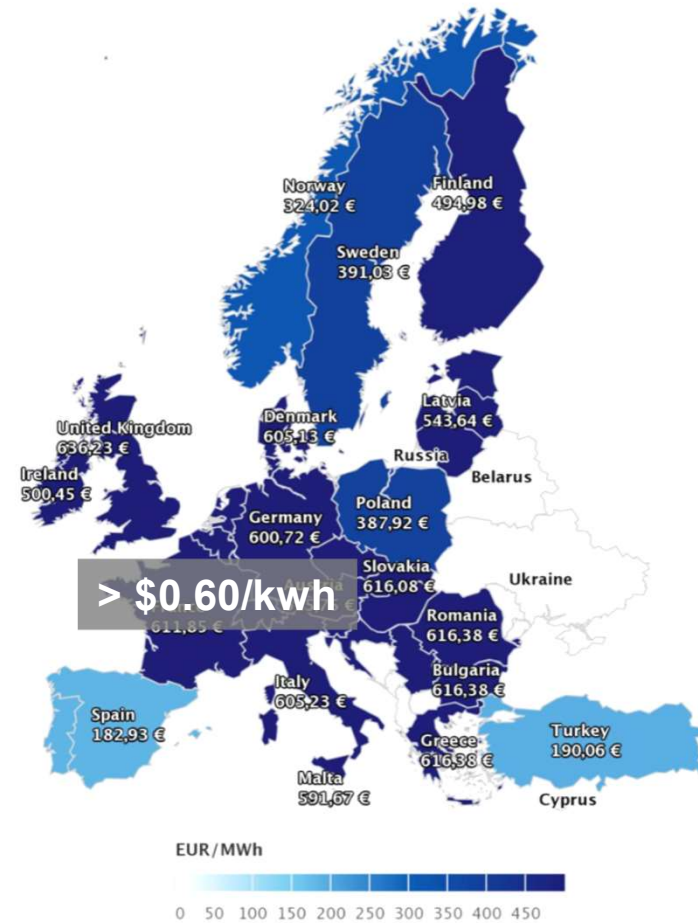 Norway
324,02 €
Finland
494,98 €
Sweden
391,03 €
Denmark
605,13 €
Latvia
543,64 €
United Kingdom
636,23 €
Ireland
500,45 €
Russia
Belarus
Germany
600,72 €
Poland
387,92 €
Slovakia
616,08 €
Ukraine
> $0.60/kwh
611,85 €
Romania
616,38 €
Bulgaria
616,38 €
Italy
605,23 €
Spain
182,93 €
Greece
616,38 €
Turkey
190,06 €
Malta
591,67 €
Cyprus
EUR/MWh
0 50 100 150 200 250 300 350 400 450